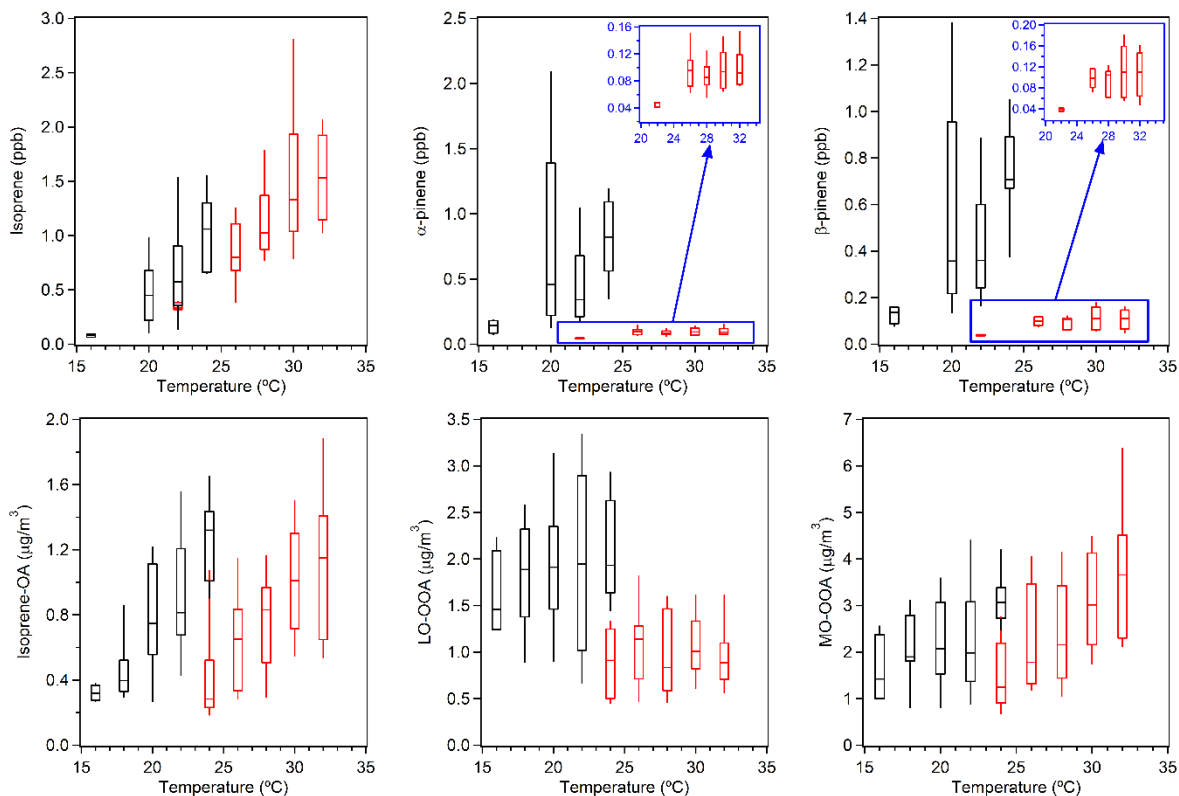 Isoprene (ppb)
3.0
2.5
2.0
1.5
1.0
0.5
0.0
15 20 25 30 35
Temperature (ºC)
α-pinene (ppb)
2.5
2.0
1.5
1.0
0.5
0.0
15 20 25 30 35
Temperature (ºC)
0.16
0.12
0.08
0.04
20 24 28 32
β-pinene (ppb)
1.4
1.2
1.0
0.8
0.6
0.4
0.2
0.0
15 20 25 30 35
Temperature (ºC)
0.20
0.16
0.12
0.08
0.04
20 24 28 32
Isoprene-OA (μg/m³)
2.0
1.6
1.2
0.8
0.4
0.0
15 20 25 30 35
Temperature (ºC)
LO-OOA (μg/m³)
3.5
3.0
2.5
2.0
1.5
1.0
0.5
0.0
15 20 25 30 35
Temperature (ºC)
MO-OOA (μg/m³)
7
6
5
4
3
2
1
0
15 20 25 30 35
Temperature (ºC)